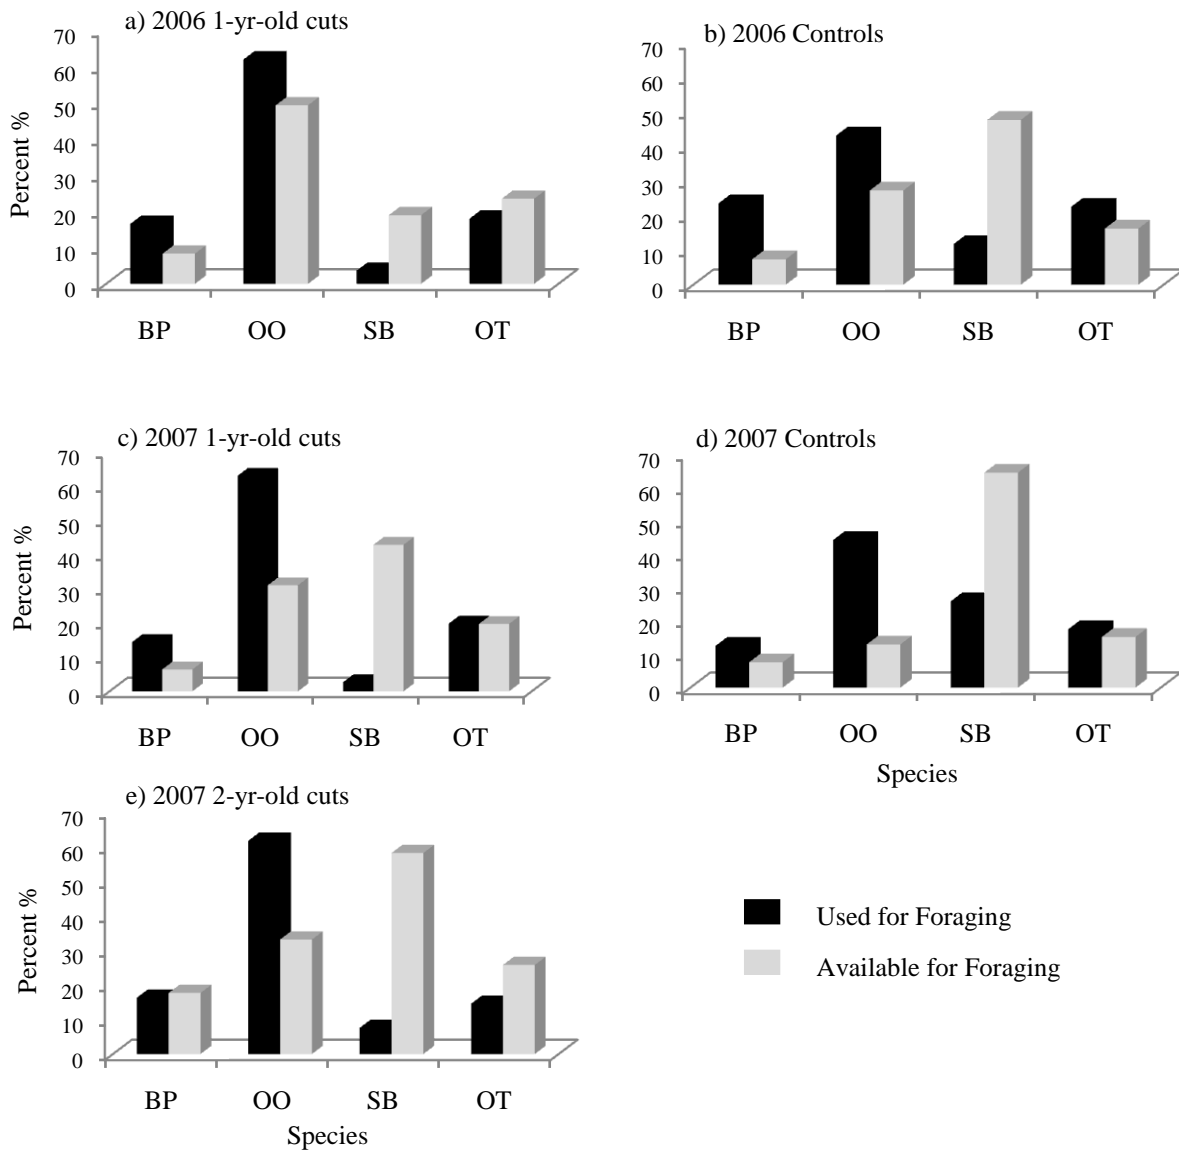 a) 2006 1-yr-old cuts
Percent %
70
60
50
40
30
20
10
0
BP OO SB OT
b) 2006 Controls
70
60
50
40
30
20
10
0
BP OO SB OT
c) 2007 1-yr-old cuts
Percent %
70
60
50
40
30
20
10
0
BP OO SB OT
d) 2007 Controls
70
60
50
40
30
20
10
0
BP OO SB OT
Species
e) 2007 2-yr-old cuts
Percent %
70
60
50
40
30
20
10
0
BP OO SB OT
Species
Used for Foraging
Available for Foraging